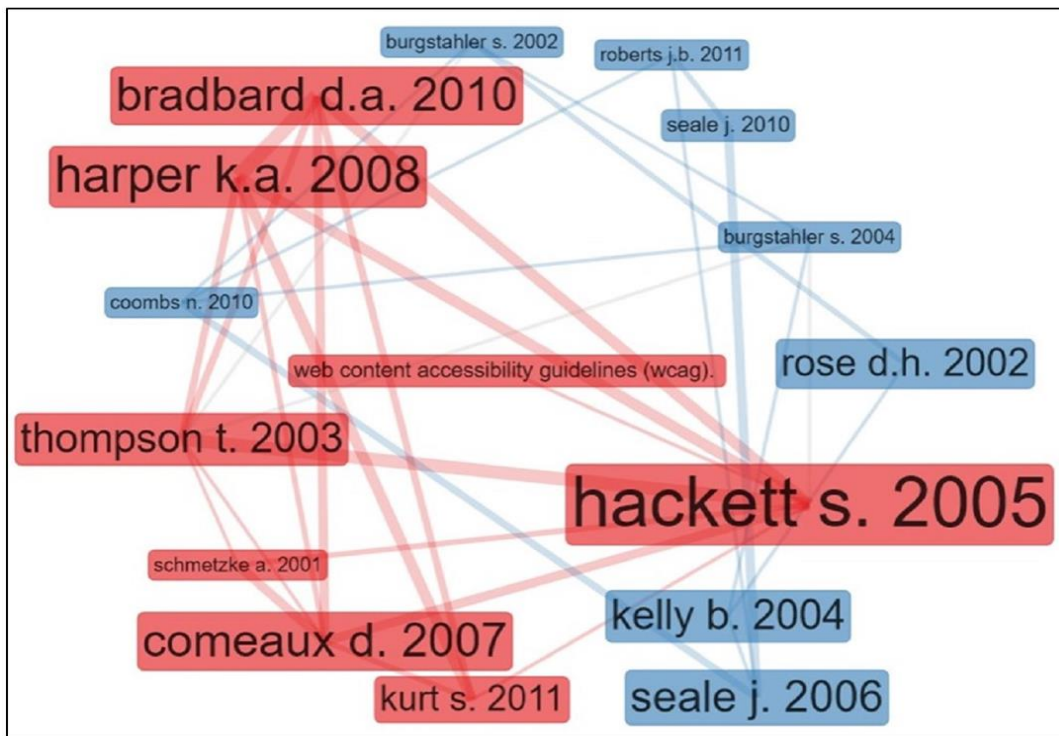 burgstahler s. 2002
roberts j.b. 2011
bradbard d.a. 2010
seale j. 2010
harper k.a. 2008
burgstahler s. 2004
coombs n. 2010
rose d.h. 2002
web content accessibility guidelines (wcag).
thompson t. 2003
hackett s. 2005
schmetzke a. 2001
kelly b. 2004
comeaux d. 2007
kurt s. 2011
seale j. 2006